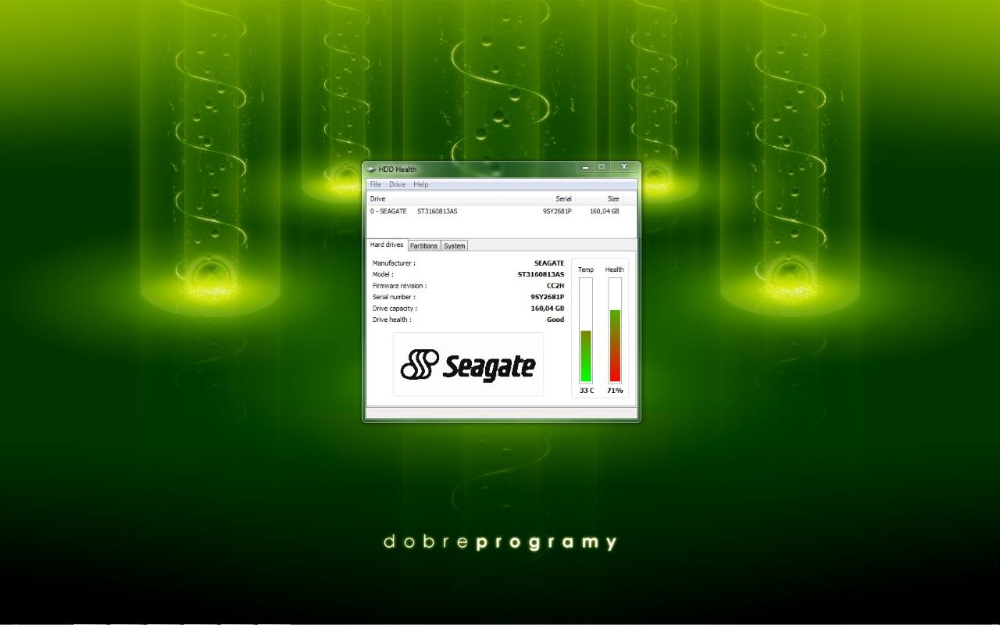 HDD Health
File Drive Help
Drive Serial Size
0 - SEAGATE ST3160813AS 9SY2681P 160,04 GB
Hard drives Partitions System
Manufacturer : SEAGATE
Model : ST3160813AS
Firmware revision : CC2H
Serial number : 9SY2681P
Drive capacity : 160,04 GB
Drive health : Good
Temp Health
33 C 71%
Seagate
dobreprogramy